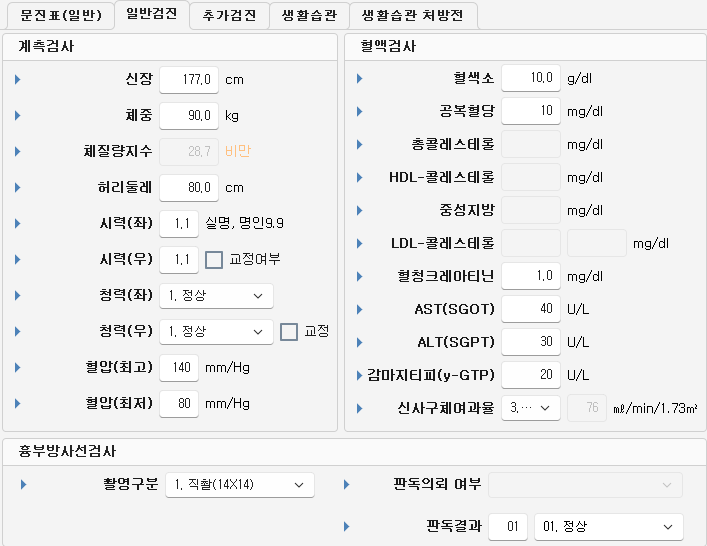 문진표(일반) 일반검진 추가검진 생활습관 생활습관 처방전
계측검사
신장 177.0 cm
체중 90.0 kg
체질량지수 28.7 비만
허리둘레 80.0 cm
시력(좌) 1.1 실명, 명인9.9
시력(우) 1.1 교정여부
청력(좌) 1. 정상
청력(우) 1. 정상 교정
혈압(최고) 140 mm/Hg
혈압(최저) 80 mm/Hg
혈액검사
혈색소 10.0 g/dl
공복혈당 10 mg/dl
총콜레스테롤 mg/dl
HDL-콜레스테롤 mg/dl
중성지방 mg/dl
LDL-콜레스테롤 mg/dl
혈청크레아티닌 1.0 mg/dl
AST(SGOT) 40 U/L
ALT(SGPT) 30 U/L
감마지티피(y-GTP) 20 U/L
신사구체여과율 3.… 76 ㎖/min/1.73㎡
흉부방사선검사
촬영구분 1. 직촬(14X14)
판독의뢰 여부
판독결과 01 01. 정상